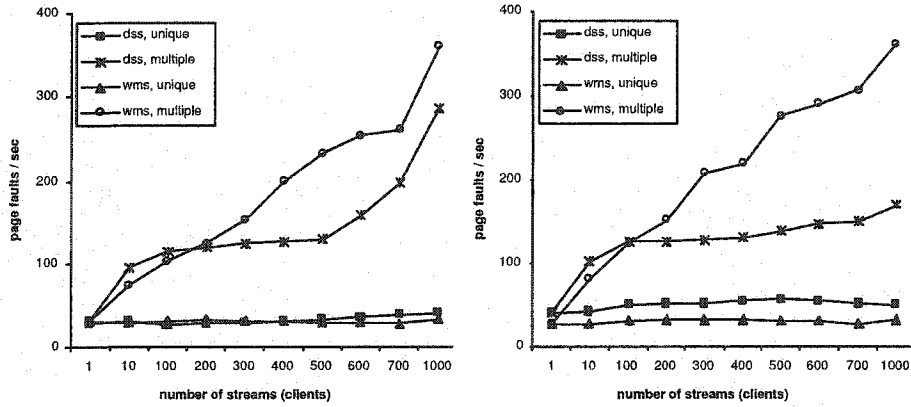 400
300
200
100
0
page faults / sec
dss, unique
dss, multiple
wms, unique
wms, multiple
1 10 100 200 300 400 500 600 700 1000
number of streams (clients)
400
300
200
100
0
page faults / sec
dss, unique
dss, multiple
wms, unique
wms, multiple
1 10 100 200 300 400 500 600 700 1000
number of streams (clients)